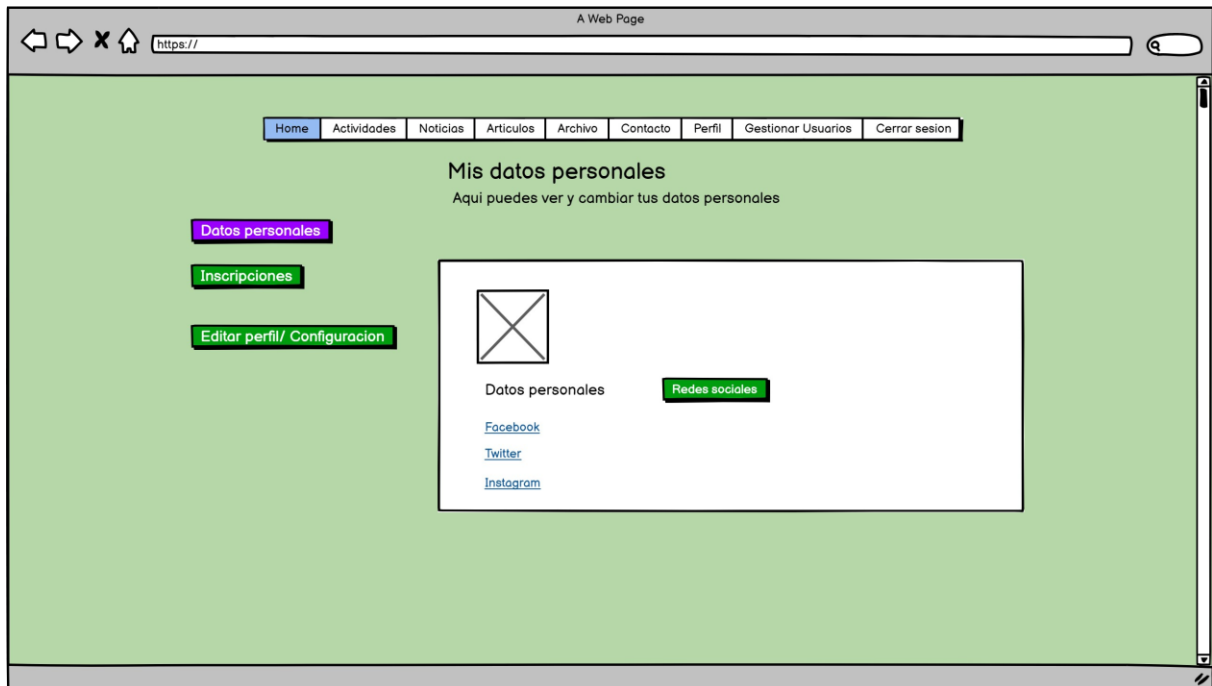 A Web Page
https://
Home Actividades Noticias Articulos Archivo Contacto Perfil Gestionar Usuarios Cerrar sesion
Mis datos personales
Aqui puedes ver y cambiar tus datos personales
Datos personales
Inscripciones
Editar perfil/ Configuracion
Datos personales Redes sociales
Facebook
Twitter
Instagram